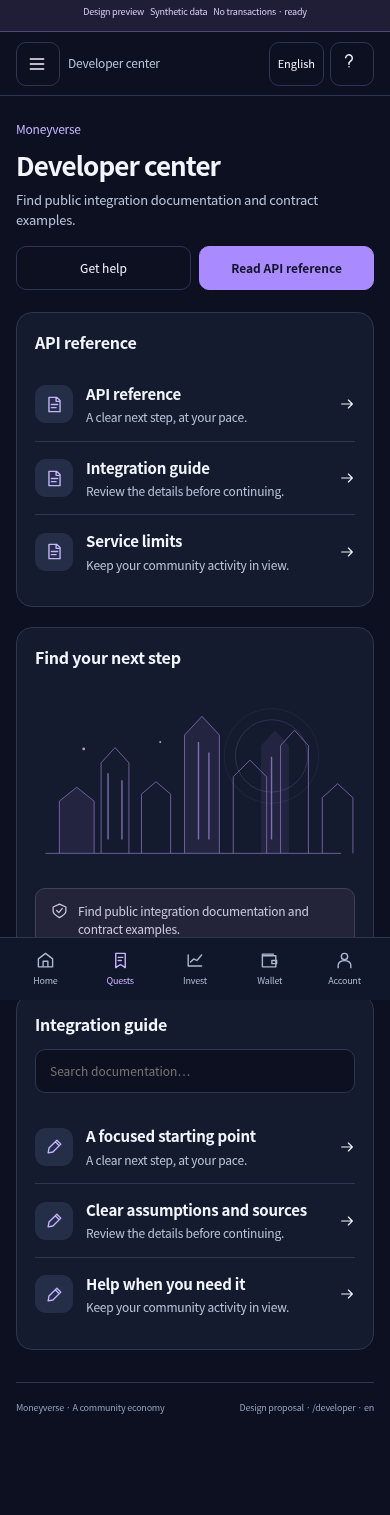 Design preview Synthetic data No transactions · ready
Developer center
English
?
Moneyverse
Developer center
Find public integration documentation and contract
examples.
Get help
Read API reference
API reference
API reference
A clear next step, at your pace.
Integration guide
Review the details before continuing.
Service limits
Keep your community activity in view.
Find your next step
Find public integration documentation and
contract examples.
Home
Quests
Invest
Wallet
Account
Integration guide
Search documentation…
A focused starting point
A clear next step, at your pace.
Clear assumptions and sources
Review the details before continuing.
Help when you need it
Keep your community activity in view.
Moneyverse · A community economy
Design proposal · /developer · en